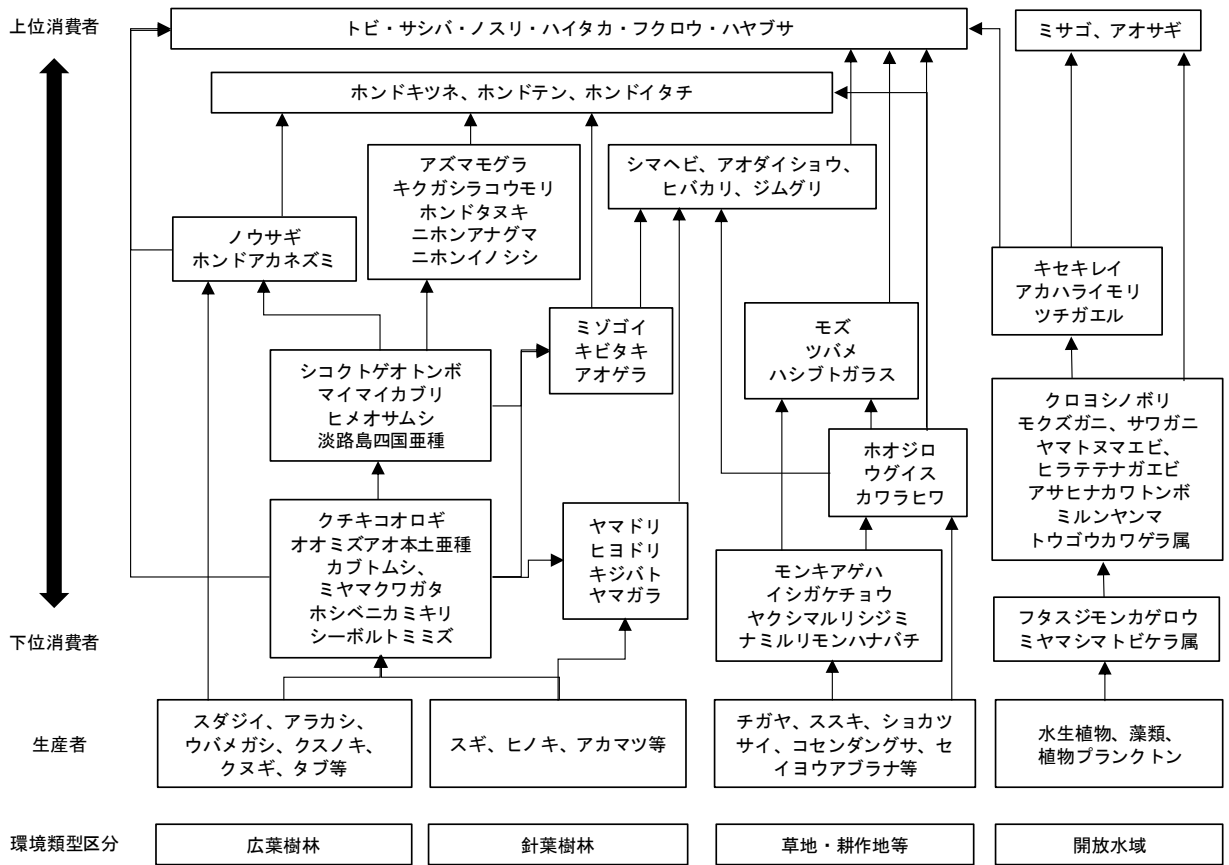 上位消費者
トビ・サシバ・ノスリ・ハイタカ・フクロウ・ハヤブサ
ミサゴ、アオサギ
ホンドキツネ、ホンドテン、ホンドイタチ
アズマモグラ
キクガシラコウモリ
ホンドタヌキ
ニホンアナグマ
ニホンイノシシ
シマヘビ、アオダイショウ、
ヒバカリ、ジムグリ
ノウサギ
ホンドアカネズミ
キセキレイ
アカハライモリ
ツチガエル
ミゾゴイ
キビタキ
アオゲラ
モズ
ツバメ
ハシブトガラス
シコクトゲオトンボ
マイマイカブリ
ヒメオサムシ
淡路島四国亜種
クロヨシノボリ
モクズガニ、サワガニ
ヤマトヌマエビ、
ヒラテテナガエビ
アサヒナカワトンボ
ミルンヤンマ
トウゴウカワゲラ属
ホオジロ
ウグイス
カワラヒワ
クチキコオロギ
オオミズアオ本土亜種
カブトムシ、
ミヤマクワガタ
ホシベニカミキリ
シーボルトミミズ
ヤマドリ
ヒヨドリ
キジバト
ヤマガラ
モンキアゲハ
イシガケチョウ
ヤクシマルリシジミ
ナミルリモンハナバチ
フタスジモンカゲロウ
ミヤマシマトビケラ属
下位消費者
生産者
スダジイ、アラカシ、
ウバメガシ、クスノキ、
クヌギ、タブ等
スギ、ヒノキ、アカマツ等
チガヤ、ススキ、ショカツ
サイ、コセンダングサ、セ
イヨウアブラナ等
水生植物、藻類、
植物プランクトン
環境類型区分
広葉樹林
針葉樹林
草地・耕作地等
開放水域